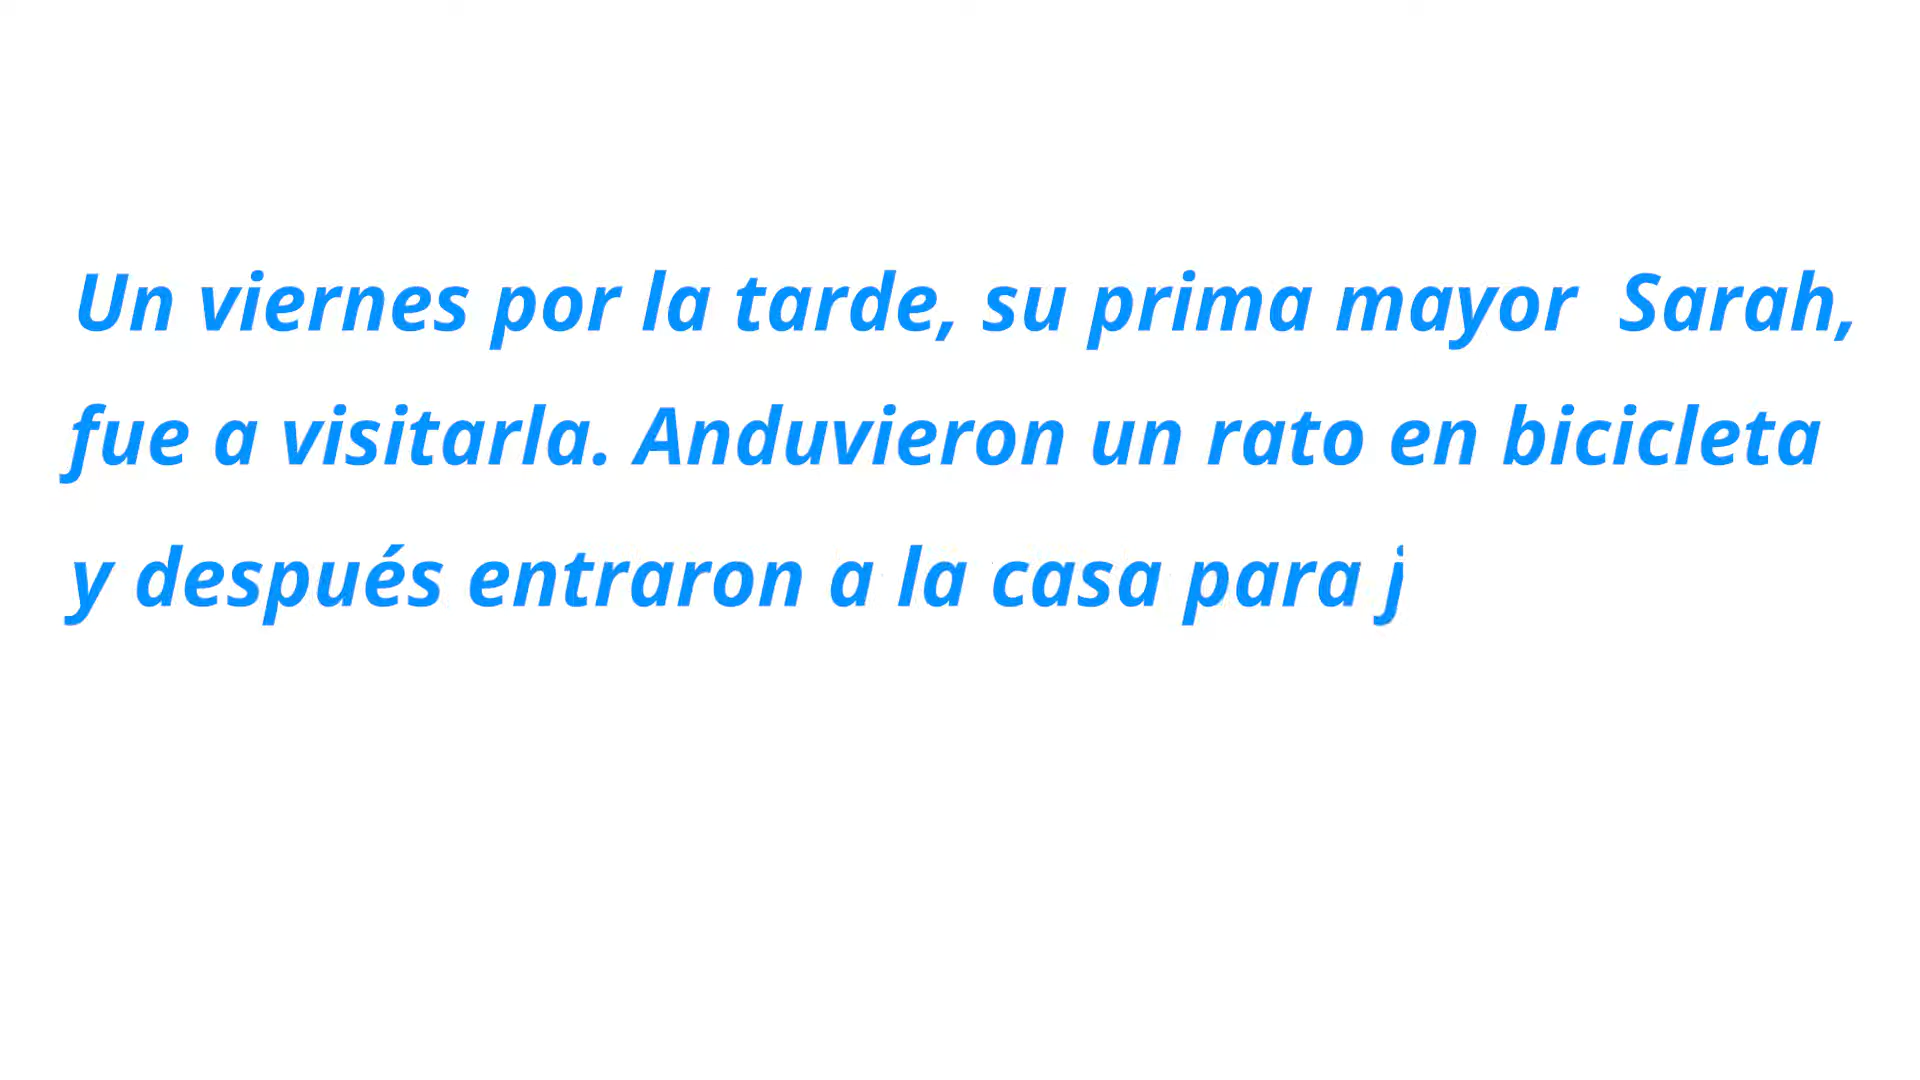 Un viernes por la tarde, su prima mayor Sarah,
fue a visitarla. Anduvieron un rato en bicicleta
y después entraron a la casa para j